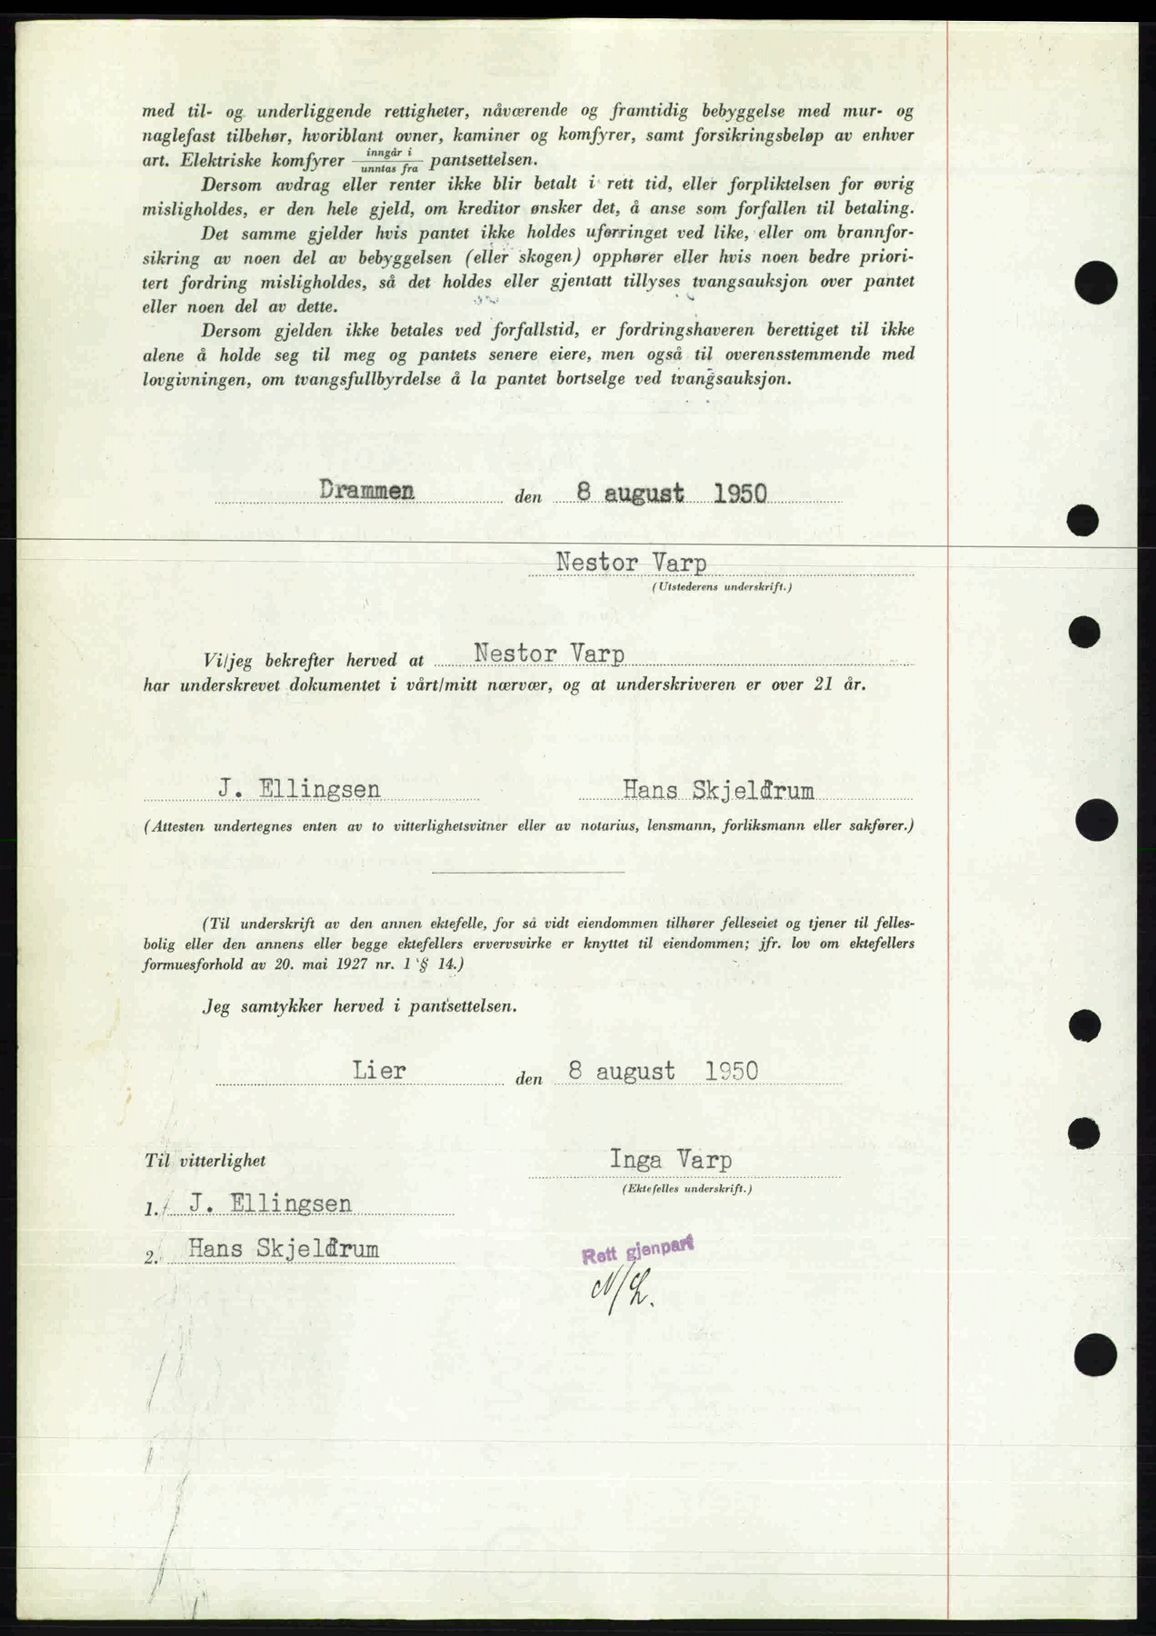 med til- og underliggende rettigheter, nåværende og framtidig bebyggelse med mur- og
naglefast tilbehør, hvoriblant ovner, kaminer og komfyrer, samt forsikringsbeløp av enhver
art. Elektriske komfyrer inngår i / unntas fra pantsettelsen.
Dersom avdrag eller renter ikke blir betalt i rett tid, eller forpliktelsen for øvrig
misligholdes, er den hele gjeld, om kreditor ønsker det, å anse som forfallen til betaling.
Det samme gjelder hvis pantet ikke holdes uforringet ved like, eller om brannfor-
sikring av noen del av bebyggelsen (eller skogen) opphører eller hvis noen bedre priori-
tert fordring misligholdes, så det holdes eller gjentatt tillyses tvangsauksjon over pantet
eller noen del av dette.
Dersom gjelden ikke betales ved forfallstid, er fordringshaveren berettiget til ikke
alene å holde seg til meg og pantets senere eiere, men også til overensstemmende med
lovgivningen, om tvangsfullbyrdelse å la pantet bortselge ved tvangsauksjon.
Drammen den 8 august 1950
Nestor Varp
(Utstederens underskrift.)
Vi/jeg bekrefter herved at Nestor Varp
har underskrevet dokumentet i vårt/mitt nærvær, og at underskriveren er over 21 år.
J. Ellingsen Hans Skjeldrum
(Attesten undertegnes enten av to vitterlighetsvitner eller av notarius, lensmann, forliksmann eller sakfører.)
(Til underskrift av den annen ektefelle, for så vidt eiendommen tilhører felleseiet og tjener til felles-
bolig eller den annens eller begge ektefellers ervervsvirke er knyttet til eiendommen; jfr. lov om ektefellers
formuesforhold av 20. mai 1927 nr. 1 § 14.)
Jeg samtykker herved i pantsettelsen.
Lier den 8 august 1950
Til vitterlighet
Inga Varp
(Ektefelles underskrift.)
1. J. Ellingsen
2. Hans Skjeldrum
Rett gjenpart